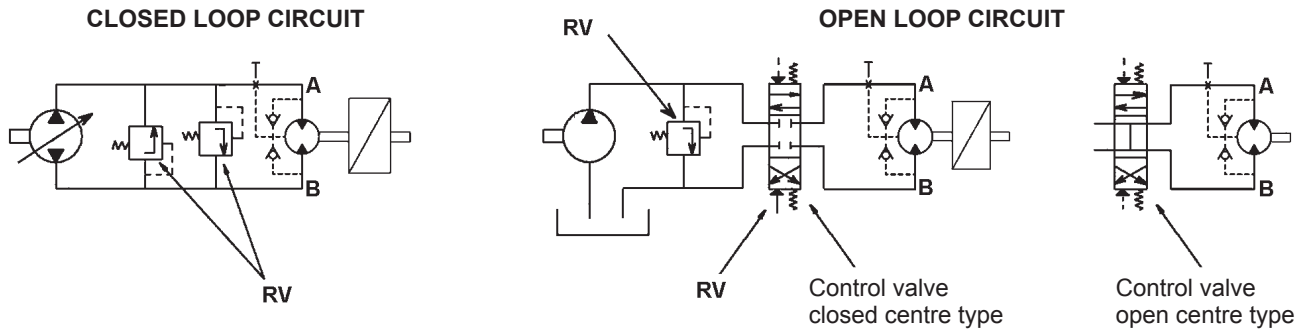 CLOSED LOOP CIRCUIT
OPEN LOOP CIRCUIT
RV
T
A
B
RV
T
A
B
A
B
RV
Control valve
closed centre type
Control valve
open centre type